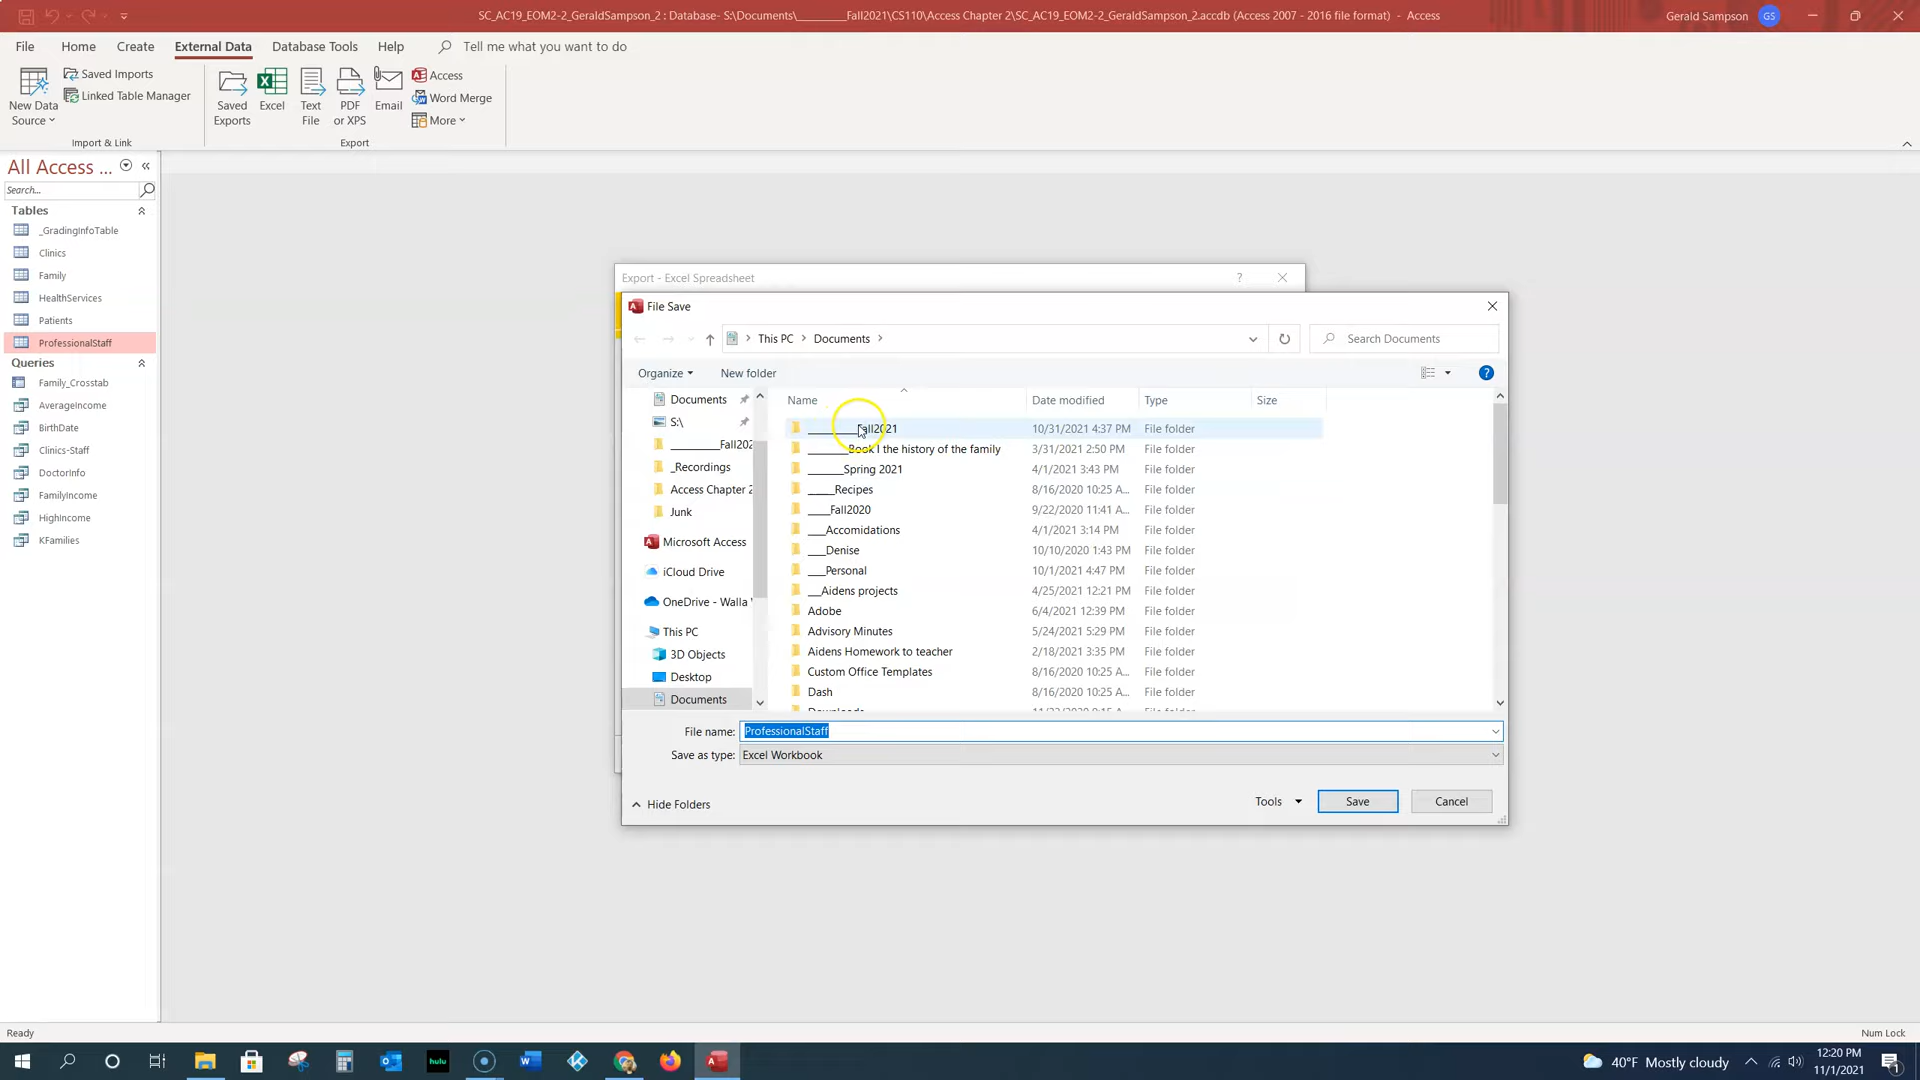 SC_AC19_EOM2-2_GeraldSampson_2 : Database- S:\Documents\__________Fall2021\CS110\Access Chapter 2\SC_AC19_EOM2-2_GeraldSampson_2.accdb (Access 2007 - 2016 file format) - Access
Gerald Sampson GS
File Home Create External Data Database Tools Help Tell me what you want to do
New Data Source
Saved Imports
Linked Table Manager
Import & Link
Saved Exports
Excel
Text File
PDF or XPS
Email
Access
Word Merge
More
Export
All Access ...
Search...
Tables
_GradingInfoTable
Clinics
Family
HealthServices
Patients
ProfessionalStaff
Queries
Family_Crosstab
AverageIncome
BirthDate
Clinics-Staff
DoctorInfo
FamilyIncome
HighIncome
KFamilies
Export - Excel Spreadsheet ?
File Save
This PC Documents
Search Documents
Organize New folder
Documents
S:\
__________Fall202
_Recordings
Access Chapter 2
Junk
Microsoft Access
iCloud Drive
OneDrive - Walla
This PC
3D Objects
Desktop
Documents
Name Date modified Type Size
__________Fall2021 10/31/2021 4:37 PM File folder
________Book I the history of the family 3/31/2021 2:50 PM File folder
_______Spring 2021 4/1/2021 3:43 PM File folder
_____Recipes 8/16/2020 10:25 A... File folder
____Fall2020 9/22/2020 11:41 A... File folder
___Accomidations 4/1/2021 3:14 PM File folder
___Denise 10/10/2020 1:43 PM File folder
___Personal 10/1/2021 4:47 PM File folder
__Aidens projects 4/25/2021 12:21 PM File folder
Adobe 6/4/2021 12:39 PM File folder
Advisory Minutes 5/24/2021 5:29 PM File folder
Aidens Homework to teacher 2/18/2021 3:35 PM File folder
Custom Office Templates 8/16/2020 10:25 A... File folder
Dash 8/16/2020 10:25 A... File folder
File name: ProfessionalStaff
Save as type: Excel Workbook
Hide Folders
Tools Save Cancel
Ready
Num Lock
hulu
40°F Mostly cloudy
12:20 PM
11/1/2021
1